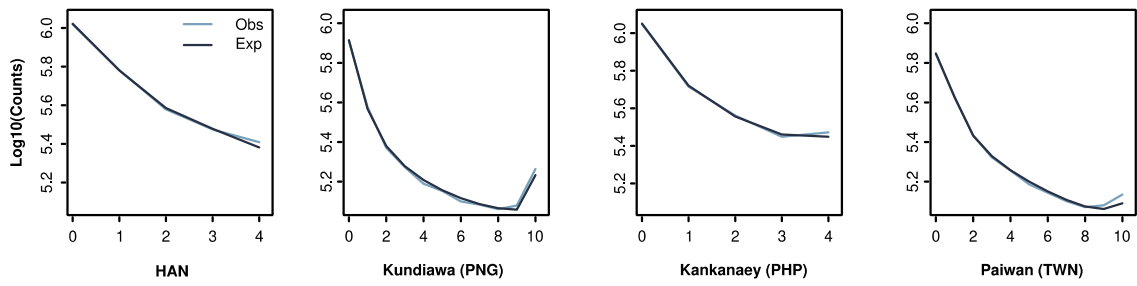 Log10(Counts)
6.0
5.8
5.6
5.4
5.2
0 1 2 3 4
HAN
Obs
Exp
6.0
5.8
5.6
5.4
5.2
0 2 4 6 8 10
Kundiawa (PNG)
6.0
5.8
5.6
5.4
5.2
0 1 2 3 4
Kankanaey (PHP)
6.0
5.8
5.6
5.4
5.2
0 2 4 6 8 10
Paiwan (TWN)